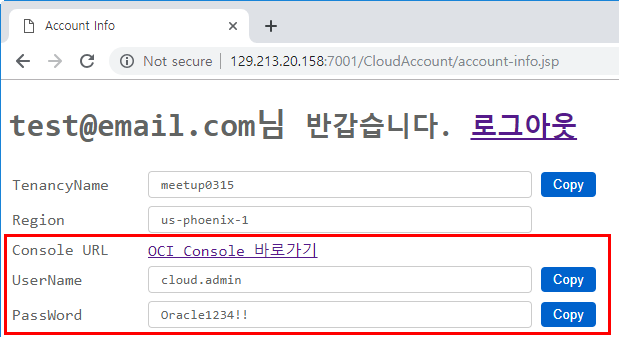 Account Info
Not secure | 129.213.20.158:7001/CloudAccount/account-info.jsp
test@email.com님 반갑습니다. 로그아웃
TenancyName meetup0315 Copy
Region us-phoenix-1
Console URL OCI Console 바로가기
UserName cloud.admin Copy
PassWord Oracle1234!! Copy